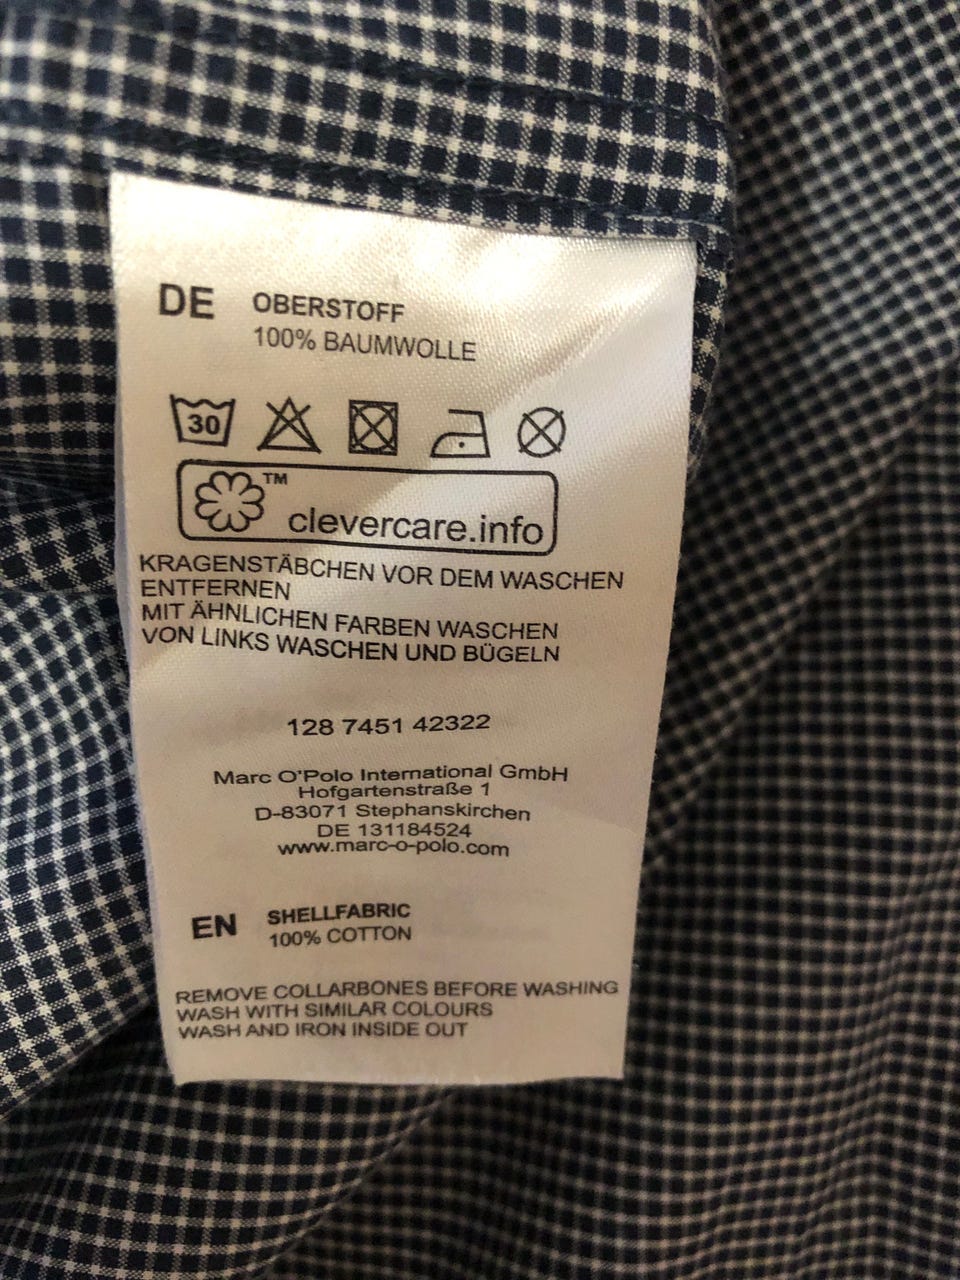 DE OBERSTOFF
100% BAUMWOLLE
30
TM
clevercare.info
KRAGENSTÄBCHEN VOR DEM WASCHEN
ENTFERNEN
MIT ÄHNLICHEN FARBEN WASCHEN
VON LINKS WASCHEN UND BÜGELN
128 7451 42322
Marc O'Polo International GmbH
Hofgartenstraße 1
D-83071 Stephanskirchen
DE 131184524
www.marc-o-polo.com
EN SHELLFABRIC
100% COTTON
REMOVE COLLARBONES BEFORE WASHING
WASH WITH SIMILAR COLOURS
WASH AND IRON INSIDE OUT